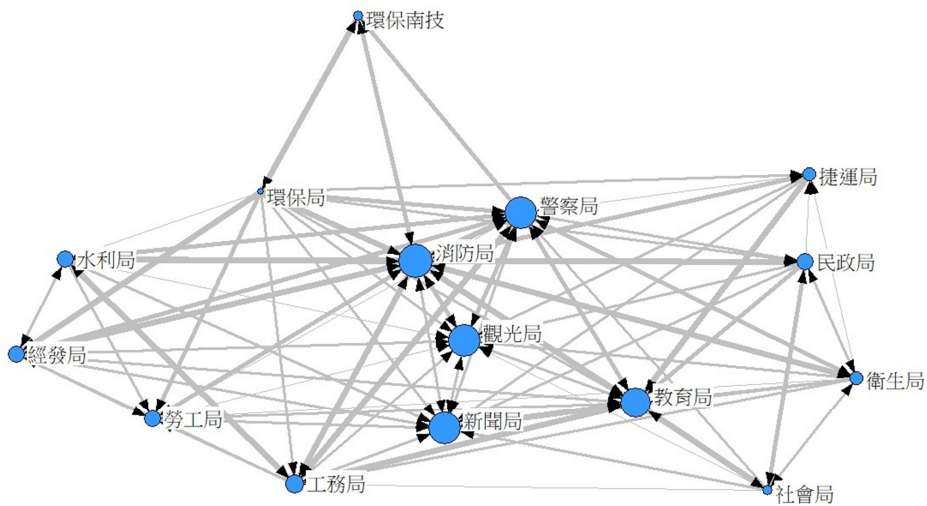 環保南技
環保局
捷運局
警察局
水利局
消防局
民政局
觀光局
經發局
衛生局
教育局
勞工局
新聞局
工務局
社會局